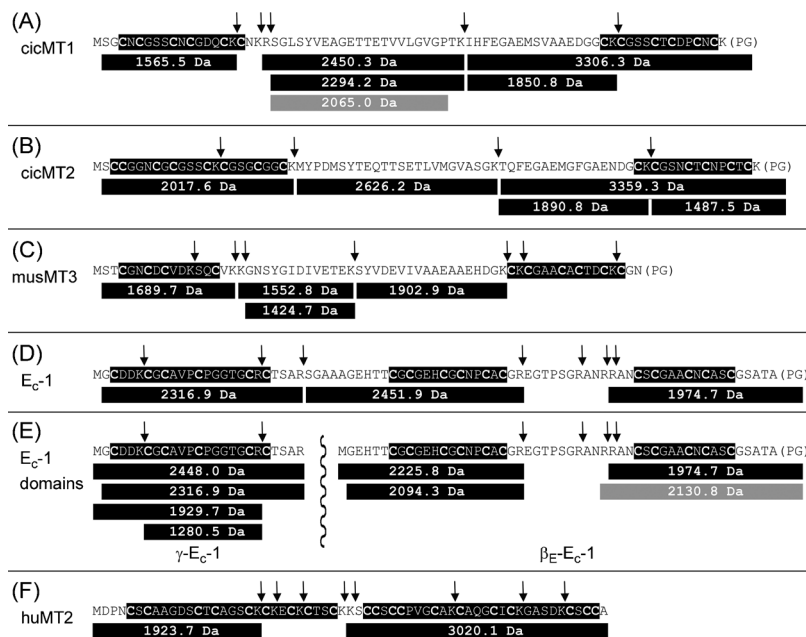 (A)
cicMT1
MSGCNCGSSCNCGDQCKCNKRSGLSYVEAGETTETVVLGVGPTKIHFEGAEMSVAAEDGGCKCGSSCTCDPCNCK(PG)
1565.5 Da 2450.3 Da 3306.3 Da
2294.2 Da 1850.8 Da
2065.0 Da
(B)
cicMT2
MSCCGGNCGCGSSCKCGSGCGGCKMYPDMSYTEQTTSETLVMGVASGKTQFEGAEMGFGAENDGCKCGSNCTCNPCTCK(PG)
2017.6 Da 2626.2 Da 3359.3 Da
1890.8 Da 1487.5 Da
(C)
musMT3
MSTCGNCDCVDKSQCVKKGNSYGIDIVETEKSYVDEVIVAAEAAEHDGKCKCGAACACTDCKCGN(PG)
1689.7 Da 1552.8 Da 1902.9 Da
1424.7 Da
(D)
Ec-1
MGCDDKCGCAVPCPGGTGCRCTSARSGAAAGEHTTCGCGEHCGCNPCACGREGTPSGRANRRANCSCGAACNCASCGSATA(PG)
2316.9 Da 2451.9 Da 1974.7 Da
(E)
Ec-1
domains
MGCDDKCGCAVPCPGGTGCRCTSAR MGEHTTCGCGEHCGCNPCACGREGTPSGRANRRANCSCGAACNCASCGSATA(PG)
2448.0 Da 2225.8 Da 1974.7 Da
2316.9 Da 2094.3 Da 2130.8 Da
1929.7 Da
1280.5 Da
γ-Ec-1 βE-Ec-1
(F)
huMT2
MDPNCSCAAGDSCTCAGSCKCKECKCTSCKKSCCSCCPVGCAKCAQGCICKGASDKCSCCA
1923.7 Da 3020.1 Da